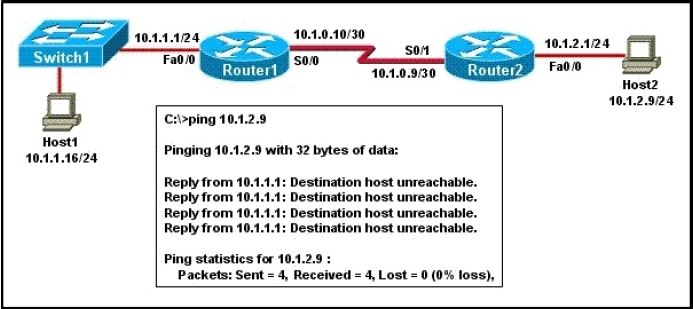 10.1.1.1/24
Fa0/0
Switch1
Router1
10.1.0.10/30
S0/0
S0/1
10.1.0.9/30
Router2
10.1.2.1/24
Fa0/0
Host2
10.1.2.9/24
Host1
10.1.1.16/24
C:\>ping 10.1.2.9
Pinging 10.1.2.9 with 32 bytes of data:
Reply from 10.1.1.1: Destination host unreachable.
Reply from 10.1.1.1: Destination host unreachable.
Reply from 10.1.1.1: Destination host unreachable.
Reply from 10.1.1.1: Destination host unreachable.
Ping statistics for 10.1.2.9 :
Packets: Sent = 4, Received = 4, Lost = 0 (0% loss),